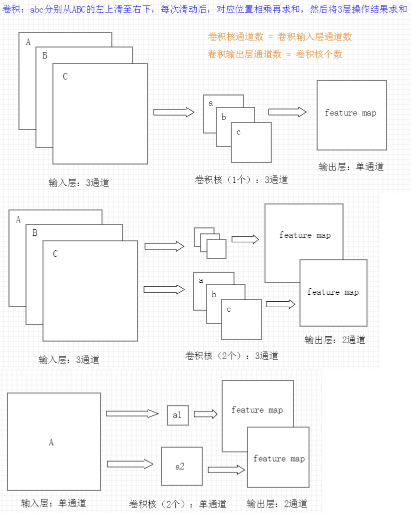 卷积：abc分别从ABC的左上滑至右下，每次滑动后，对应位置相乘再求和，然后将3层操作结果求和
卷积核通道数 = 卷积输入层通道数
卷积输出层通道数 = 卷积核个数
A
B
C
a
b
c
feature map
输入层：3通道
卷积核（1个）：3通道
输出层：单通道
A
B
C
a
b
c
feature map
feature map
输入层：3通道
卷积核（2个）：3通道
输出层：2通道
A
a1
a2
feature map
feature map
输入层：单通道
卷积核（2个）：单通道
输出层：2通道